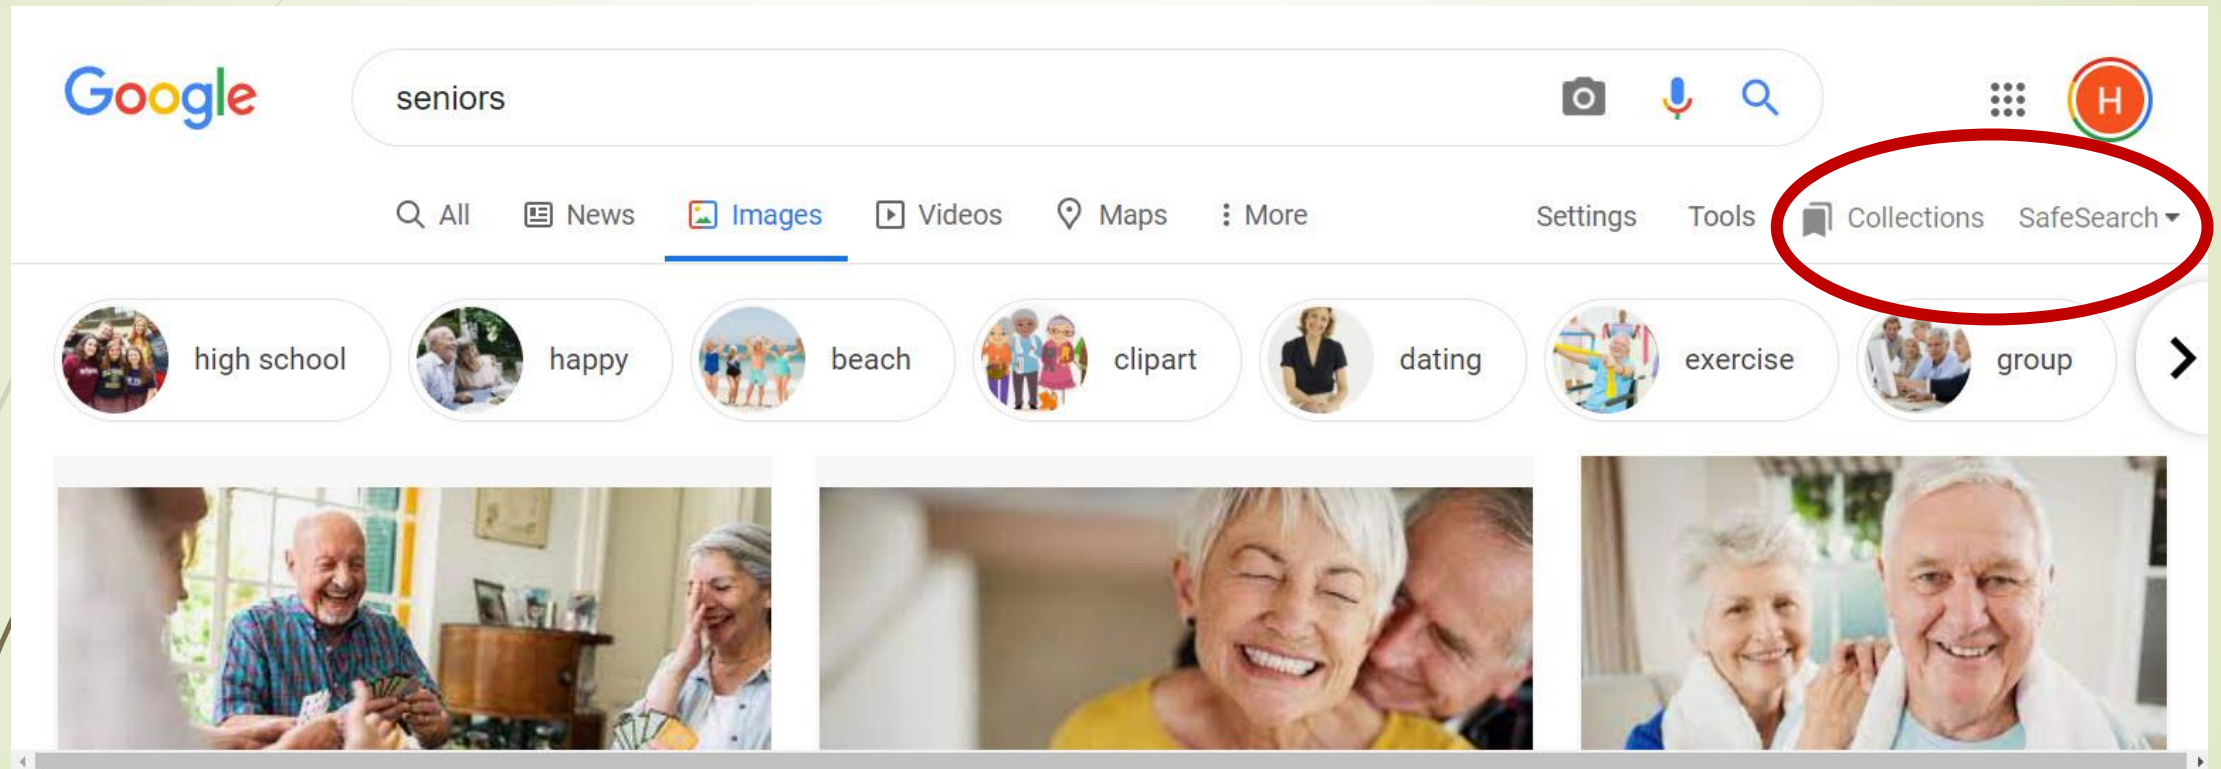 Google seniors H
All News Images Videos Maps More Settings Tools Collections SafeSearch
high school happy beach clipart dating exercise group